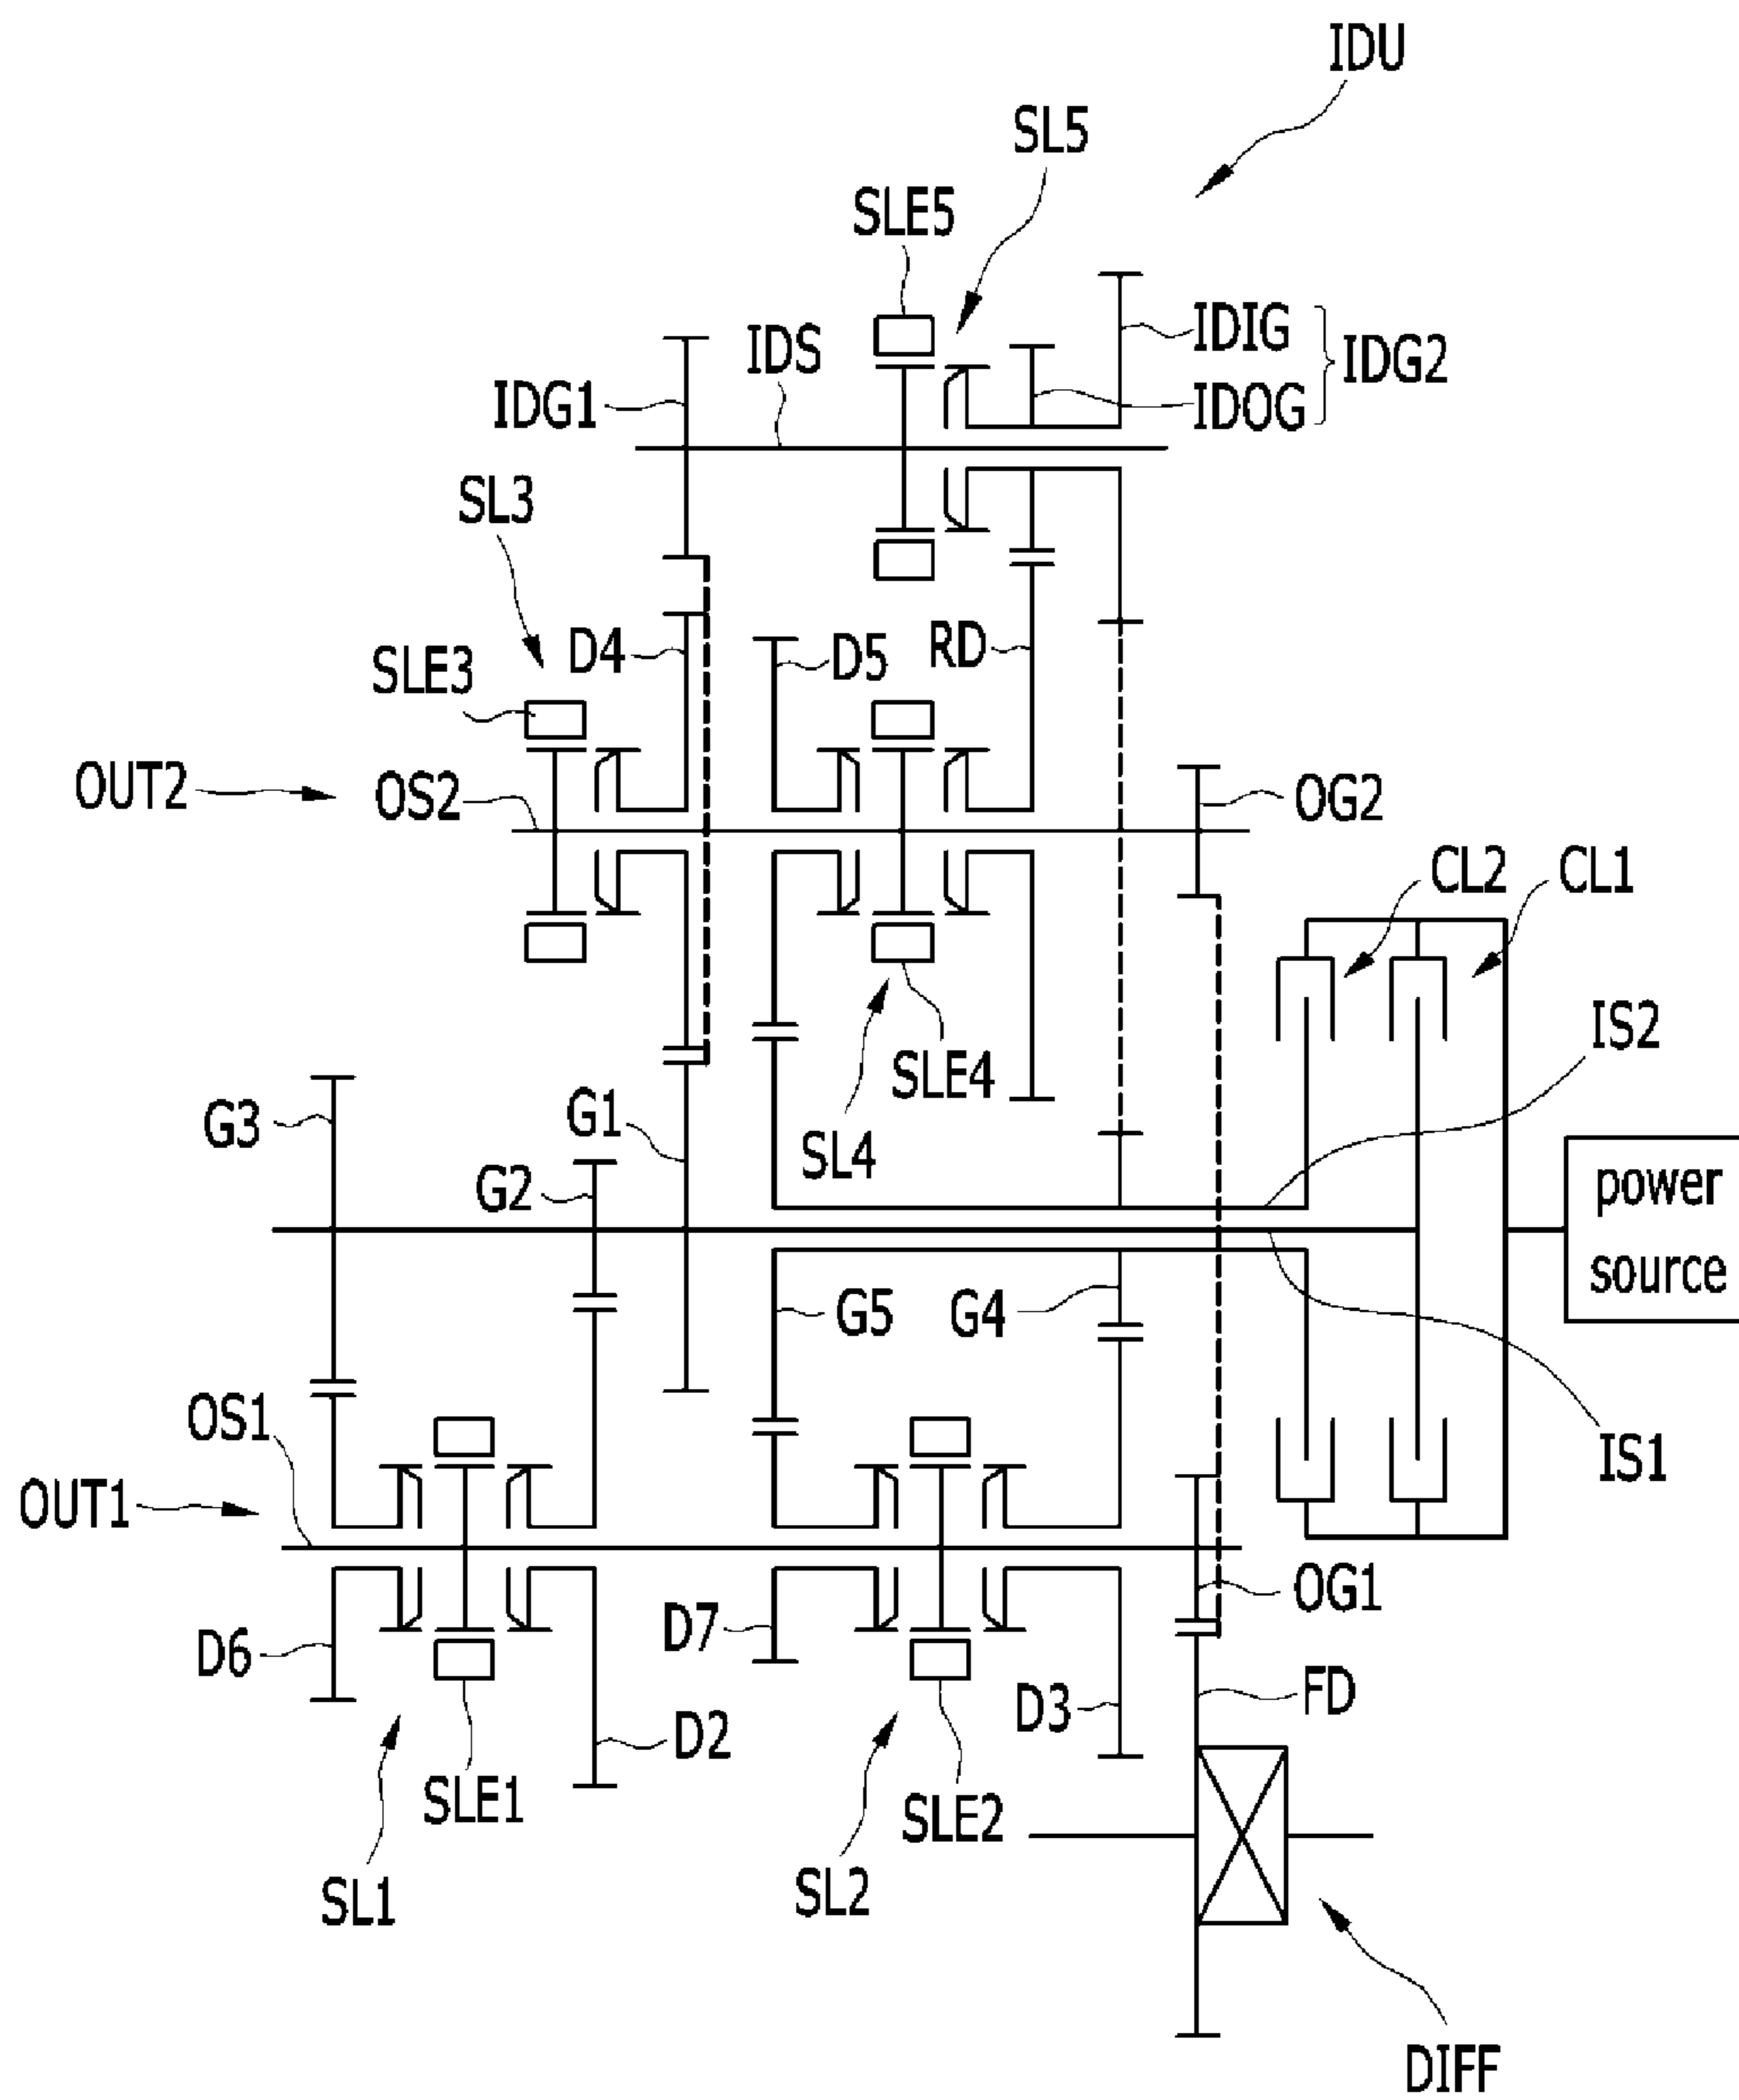 IDU
SL5
SLE5
IDIG
IDS
IDG2
IDG1
IDOG
SL3
D4
D5
RD
SLE3
OUT2
OS2
OG2
CL2
CL1
IS2
SLE4
G3
G1
SL4
G2
power
source
G5
G4
OS1
IS1
OUT1
OG1
D7
D6
FD
D3
D2
SLE1
SLE2
SL1
SL2
DIFF